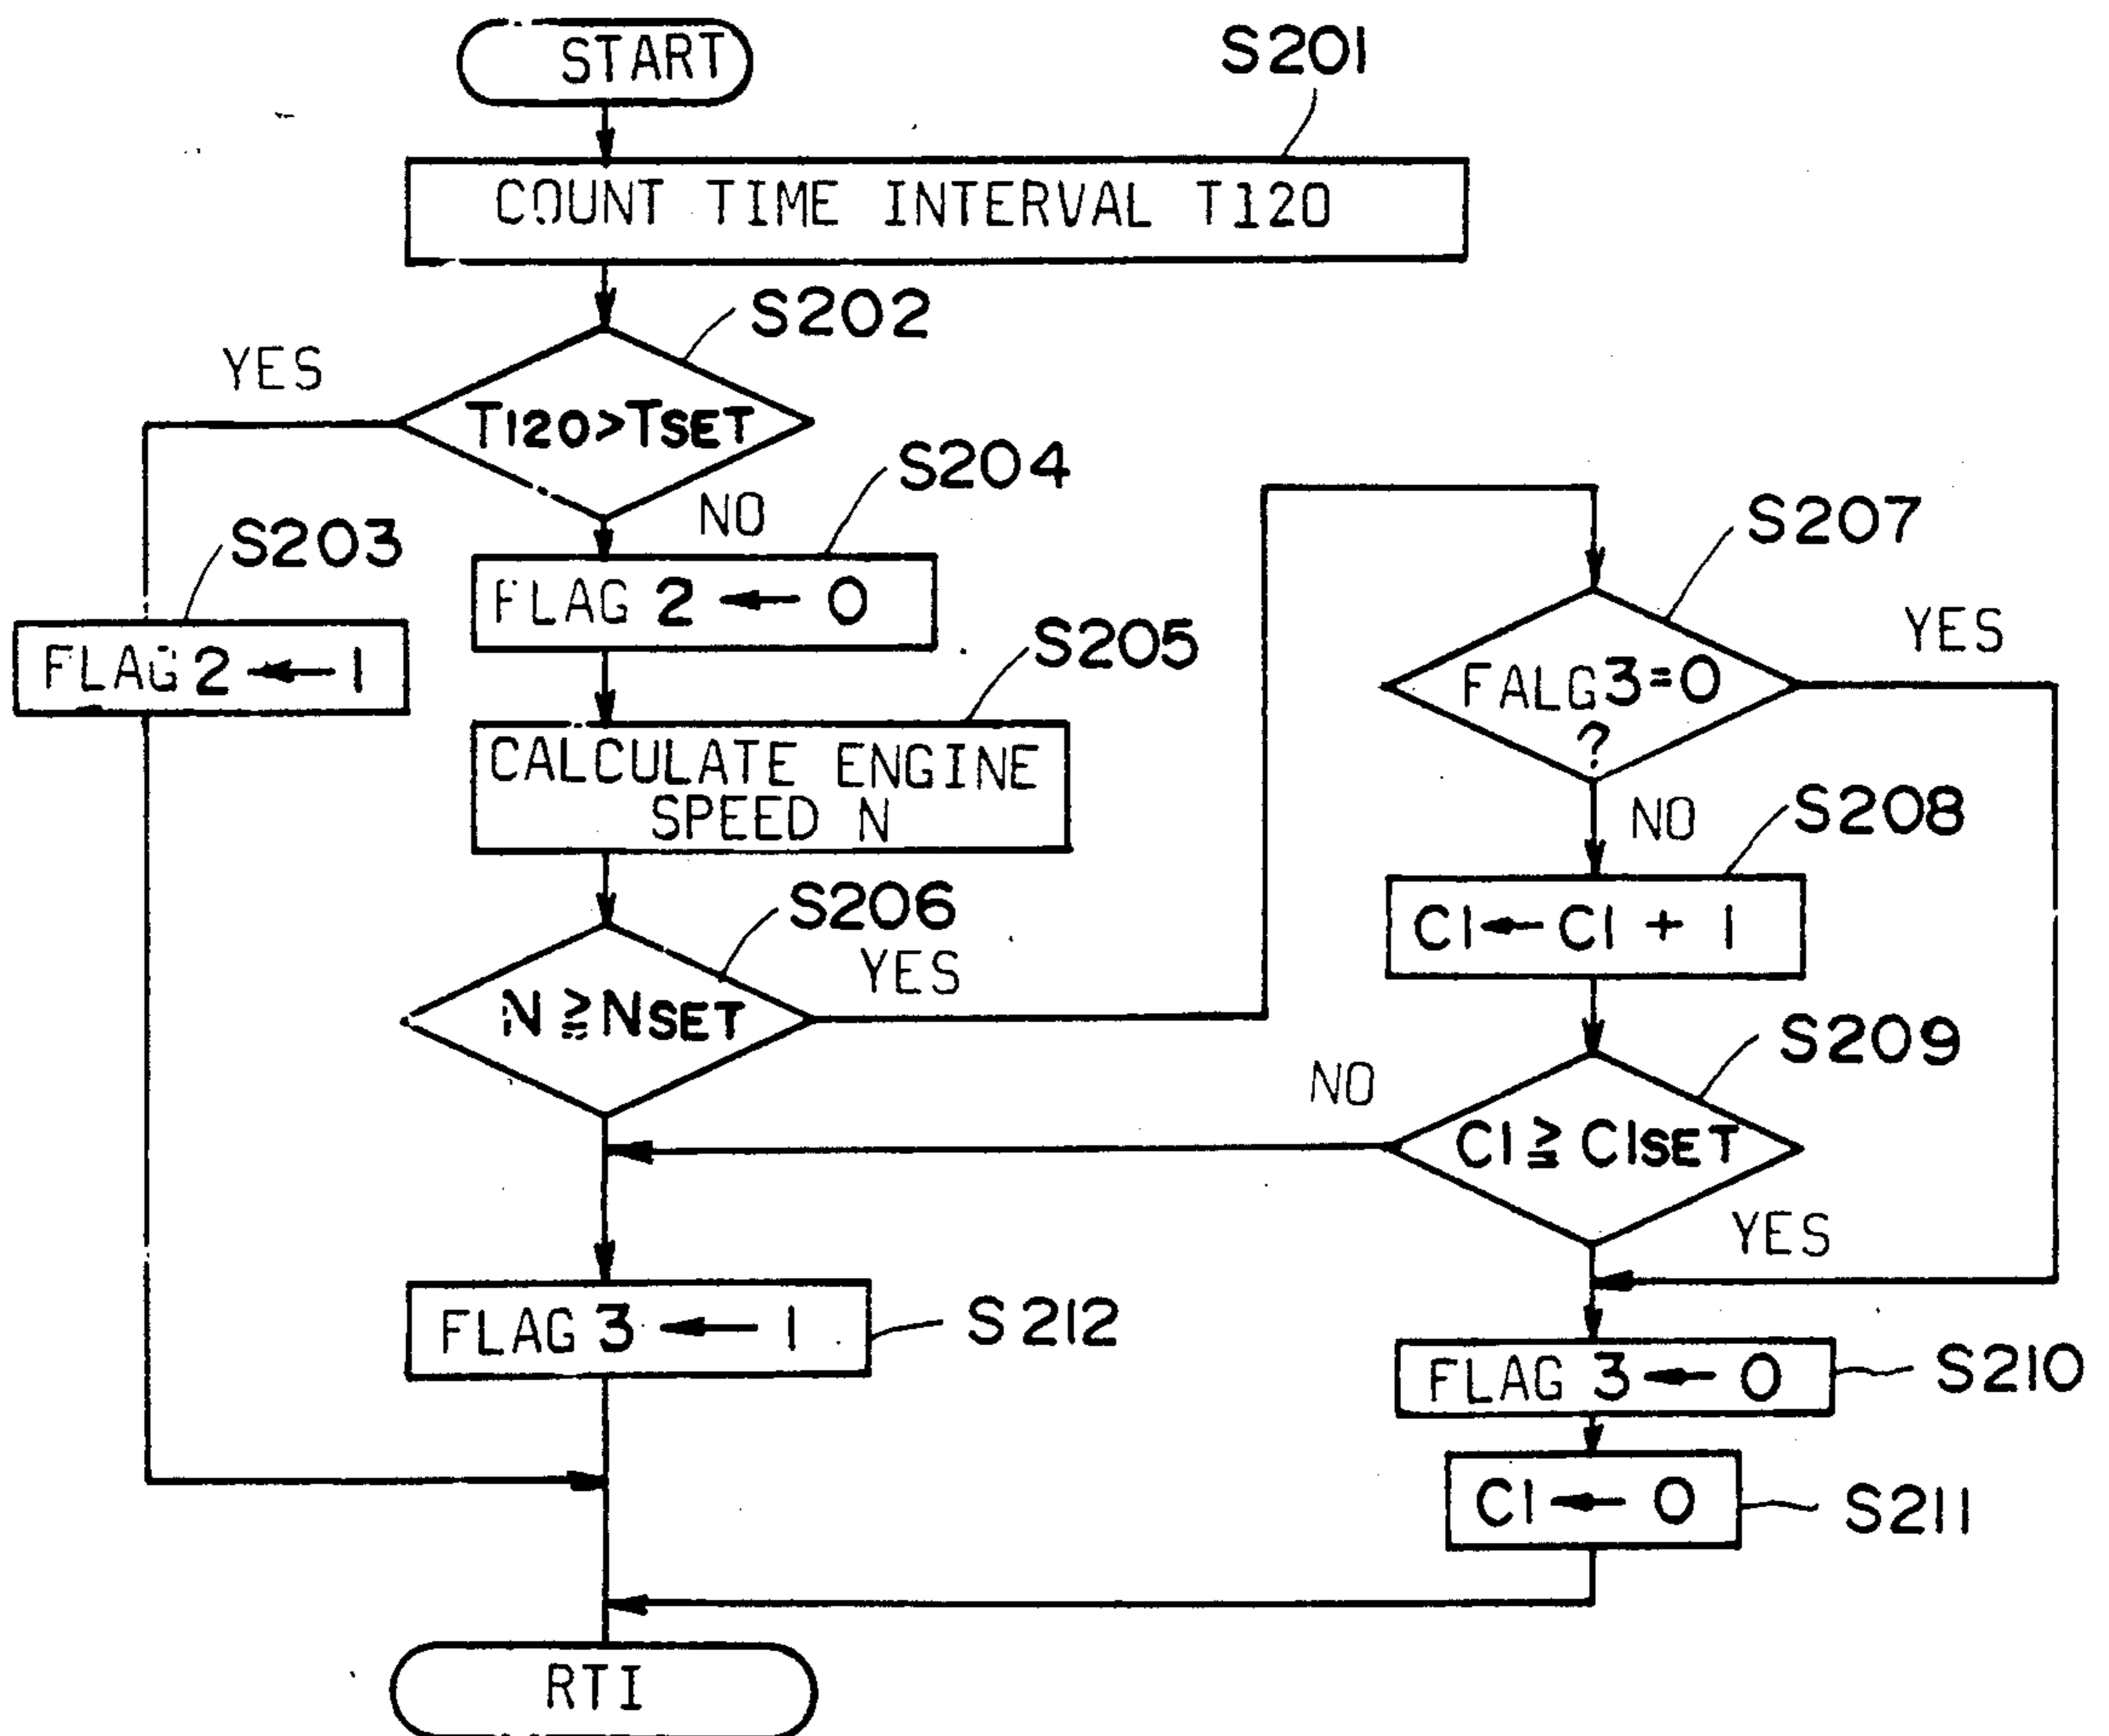 START
S201
COUNT TIME INTERVAL T120
S202
YES
T120>TSET
NO
S204
S203
FLAG 2 ← 0
FLAG 2 ← 1
S205
CALCULATE ENGINE
SPEED N
S206
N ≧ NSET
YES
S207
FALG 3 = 0
?
YES
NO
S208
C1 ← C1 + 1
S209
NO
C1 ≧ C1SET
YES
FLAG 3 ← 1
S212
FLAG 3 ← 0
S210
C1 ← 0
S211
RTI